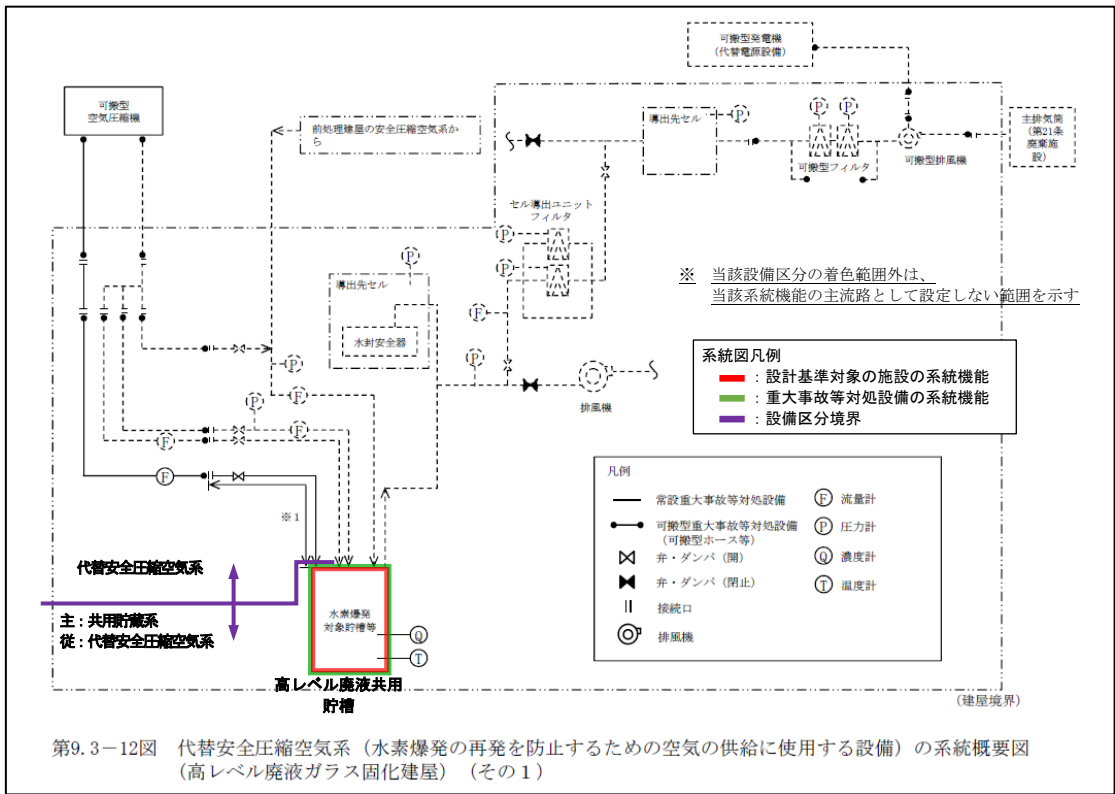 可搬型発電機
(代替電源設備)
可搬型
空気圧縮機
前処理建屋の安全圧縮空気系か
ら
導出先セル
P
P
P
主排気筒
(第21条
廃棄施
設)
可搬型排風機
可搬型フィルタ
セル導出ユニット
フィルタ
P
P
P
導出先セル
水封安全器
F
P
排風機
※ 当該設備区分の着色範囲外は、
当該系統機能の主流路として設定しない範囲を示す
系統図凡例
:設計基準対象の施設の系統機能
:重大事故等対処設備の系統機能
:設備区分境界
P
F
P
F
F
F
※1
凡例
常設重大事故等対処設備
可搬型重大事故等対処設備
(可搬型ホース等)
弁・ダンパ(開)
弁・ダンパ(閉止)
接続口
排風機
F 流量計
P 圧力計
Q 濃度計
T 温度計
代替安全圧縮空気系
主:共用貯蔵系
従:代替安全圧縮空気系
水素爆発
対象貯槽等
Q
T
高レベル廃液共用
貯槽
(建屋境界)
第9.3-12図 代替安全圧縮空気系(水素爆発の再発を防止するための空気の供給に使用する設備)の系統概要図
(高レベル廃液ガラス固化建屋)(その1)